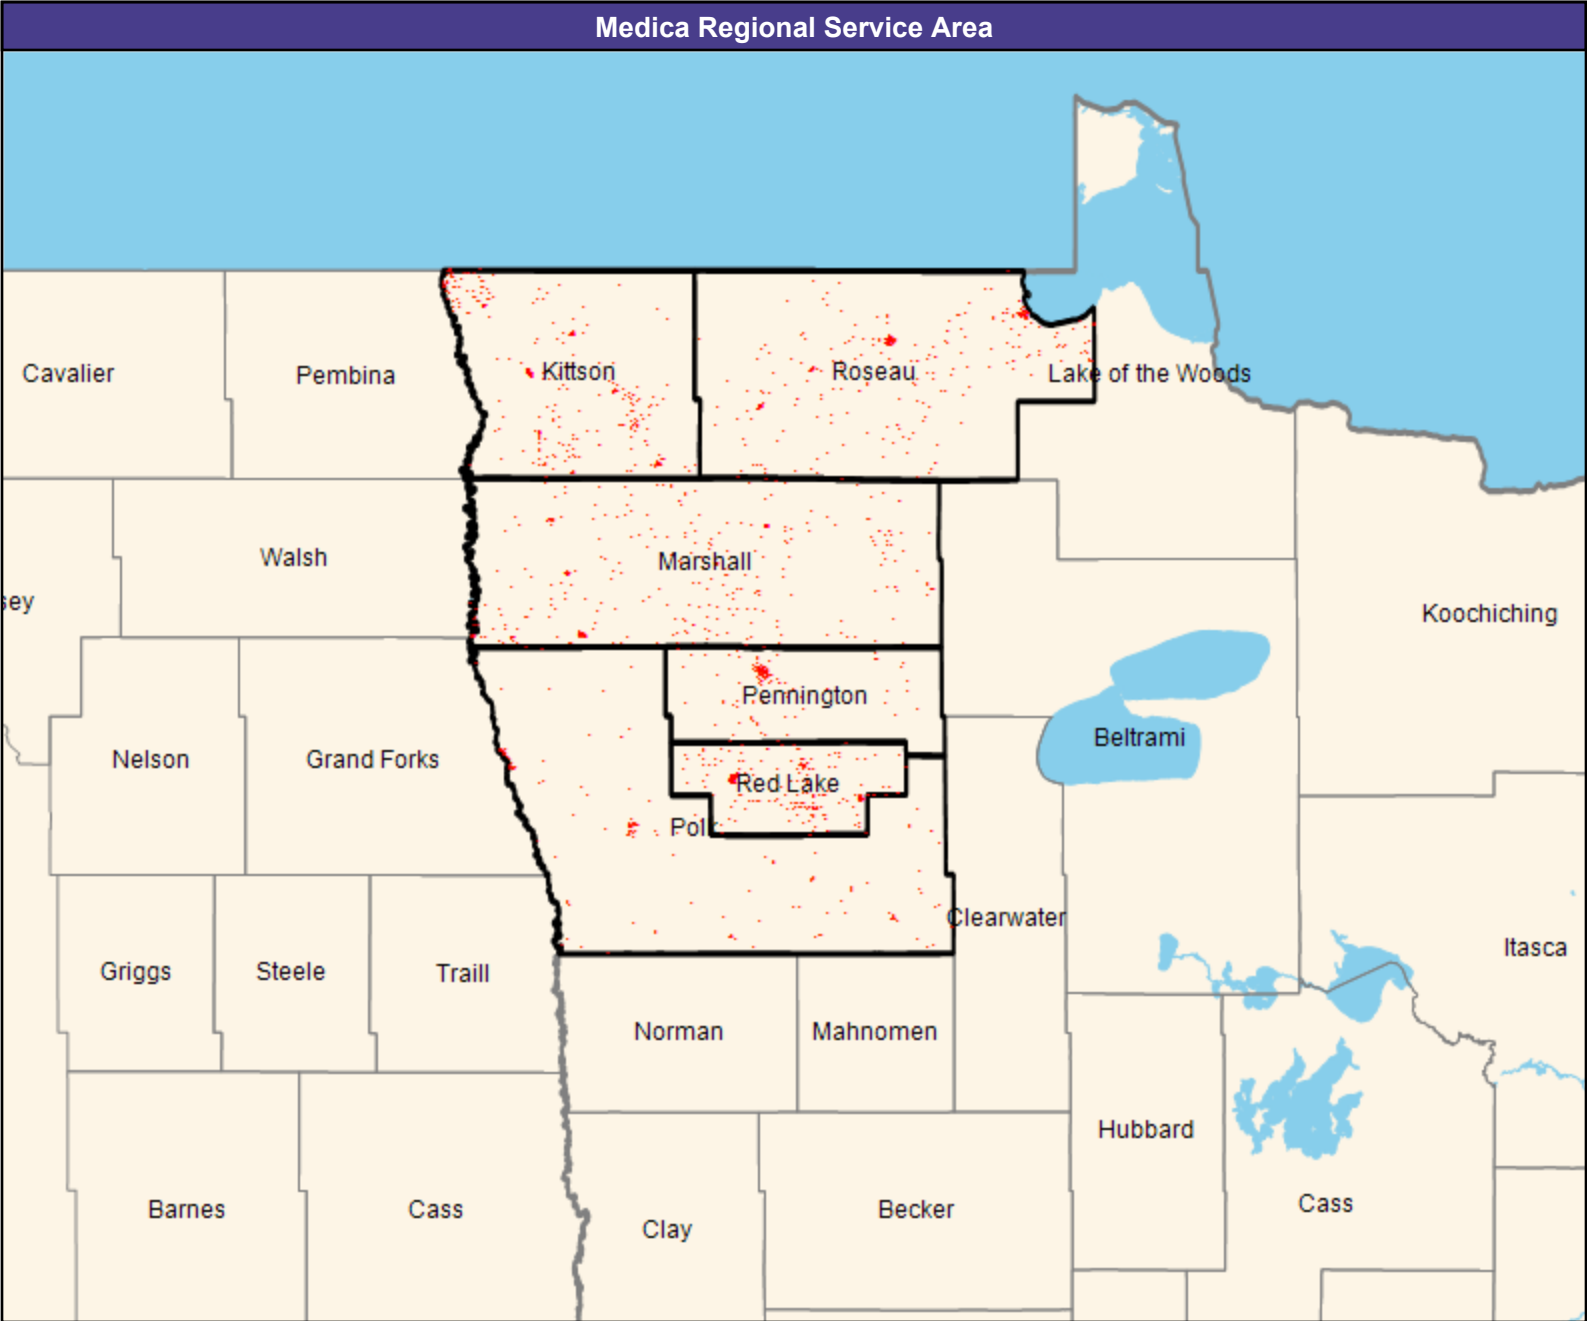 Medica Regional Service Area
Cavalier
Pembina
Kittson
Roseau
Lake of the Woods
Walsh
Marshall
sey
Koochiching
Pennington
Nelson
Grand Forks
Beltrami
Red Lake
Polk
Clearwater
Griggs
Steele
Traill
Itasca
Norman
Mahnomen
Hubbard
Barnes
Cass
Clay
Becker
Cass